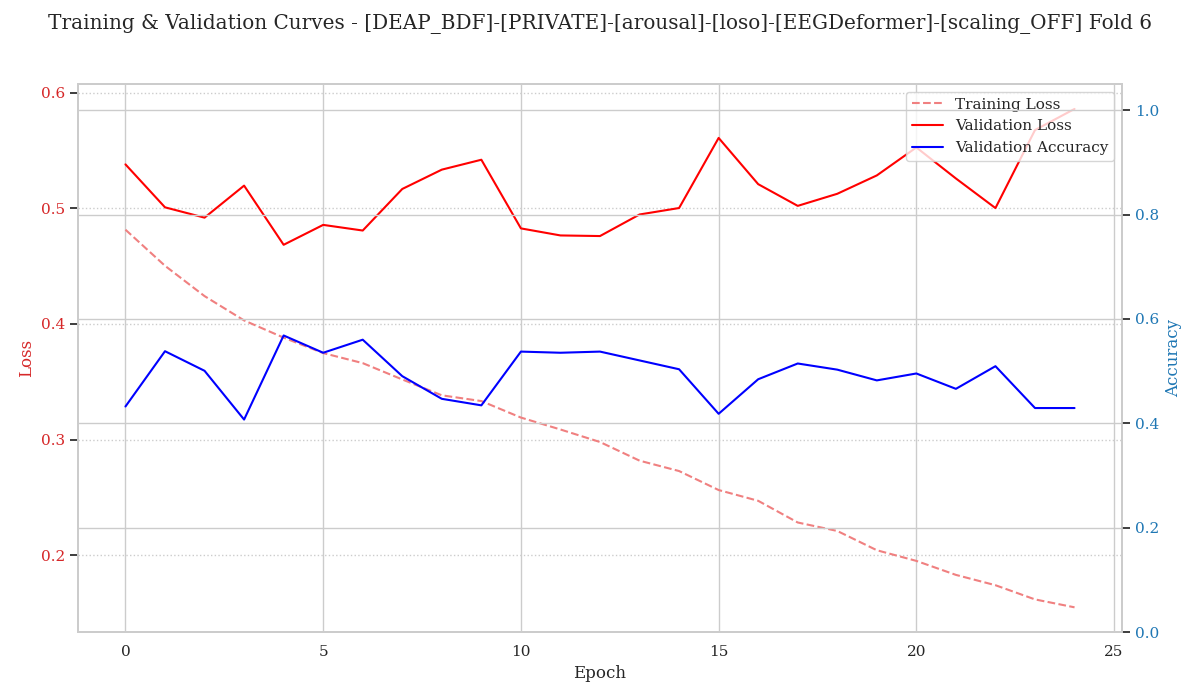 Training & Validation Curves - [DEAP_BDF]-[PRIVATE]-[arousal]-[loso]-[EEGDeformer]-[scaling_OFF] Fold 6
Training Loss
Validation Loss
Validation Accuracy
0.6
0.5
0.4
0.3
0.2
Loss
1.0
0.8
0.6
0.4
0.2
0.0
Accuracy
0
5
10
15
20
25
Epoch